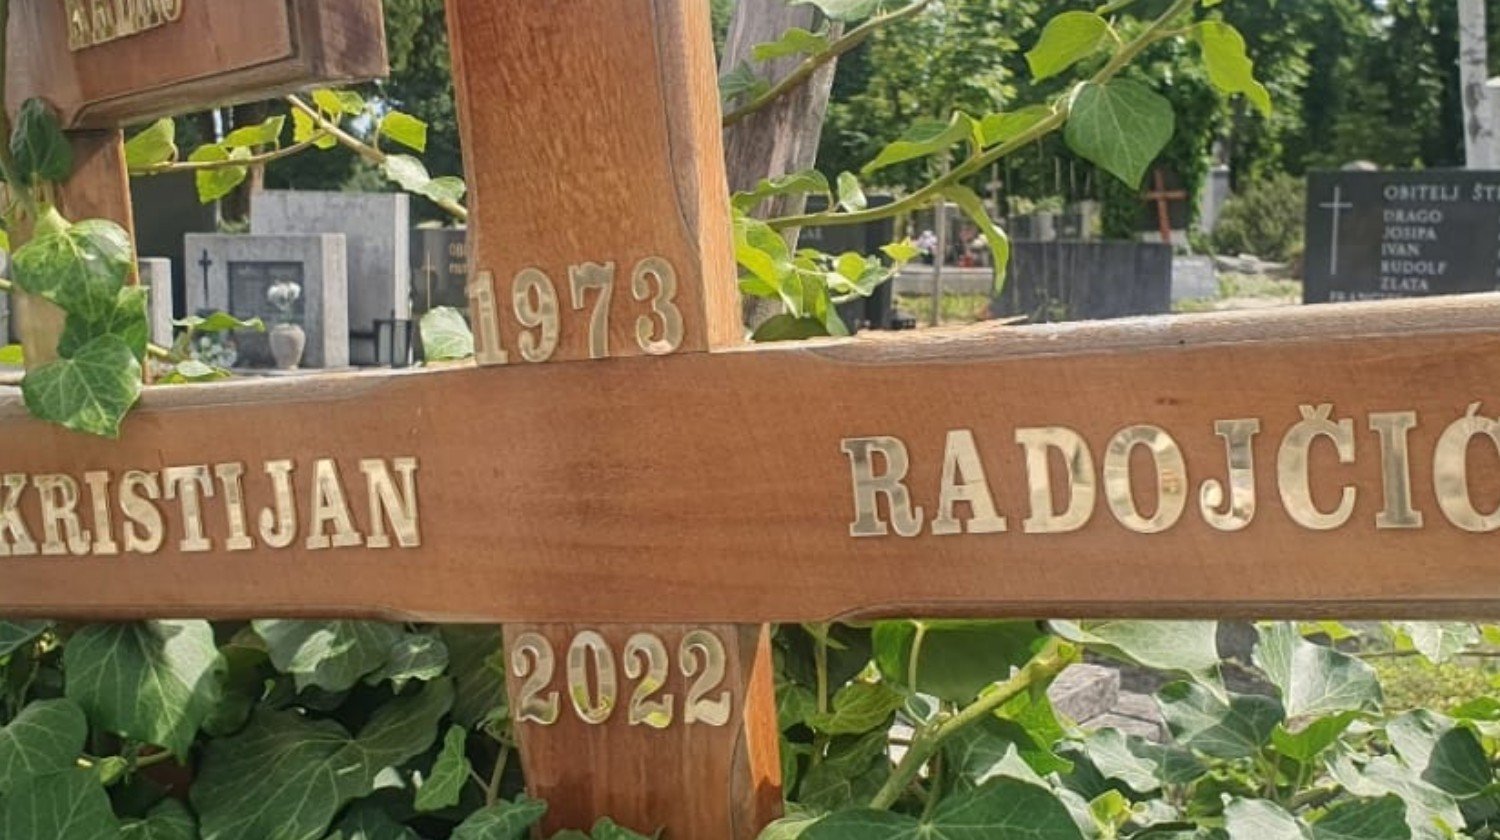 1973
KRISTIJAN RADOJČIĆ
2022
OBITELJ
DRAGO
JOSIPA
IVAN
RUDOLF
ZLATA